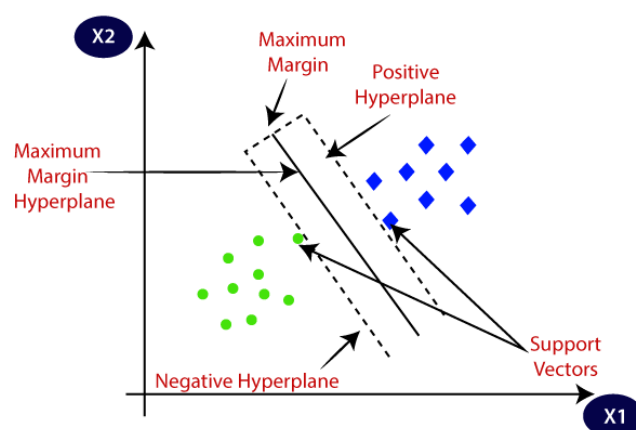 X2
Maximum
Margin
Positive
Hyperplane
Maximum
Margin
Hyperplane
Support
Vectors
Negative Hyperplane
X1